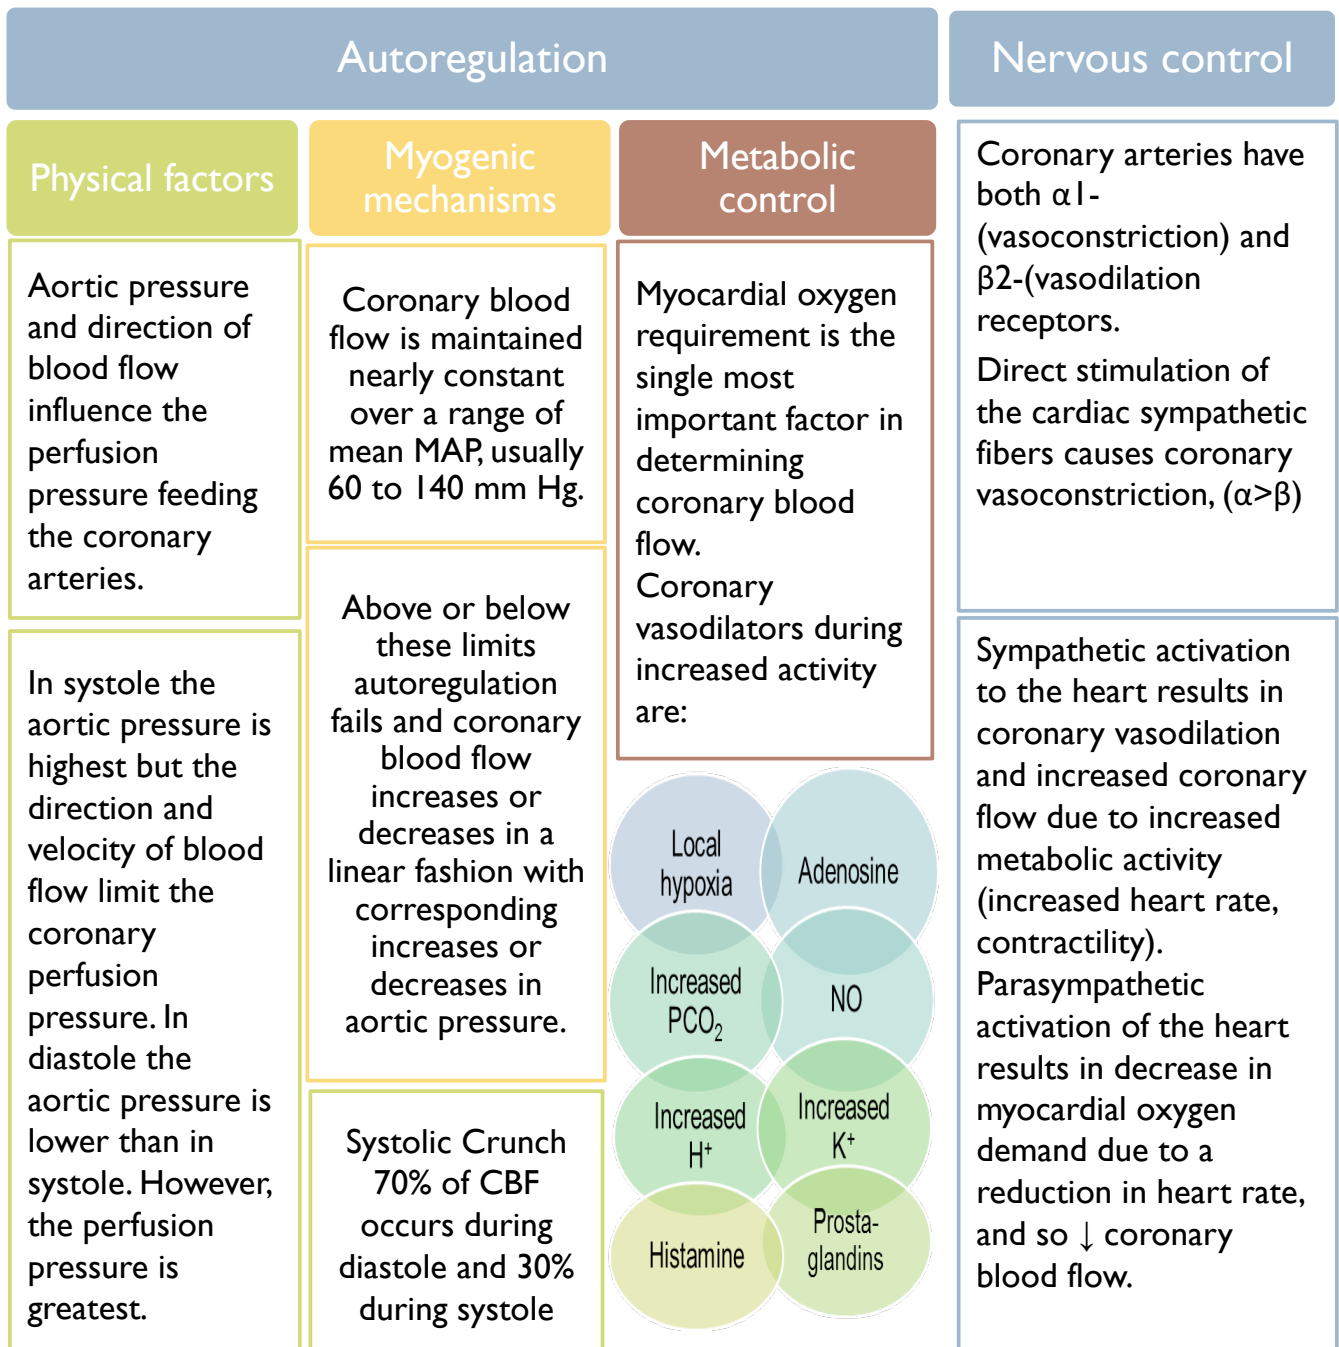 Autoregulation
Nervous control
Physical factors
Aortic pressure
and direction of
blood flow
influence the
perfusion
pressure feeding
the coronary
arteries.
In systole the
aortic pressure is
highest but the
direction and
velocity of blood
flow limit the
coronary
perfusion
pressure. In
diastole the
aortic pressure is
lower than in
systole. However,
the perfusion
pressure is
greatest.
Myogenic
mechanisms
Coronary blood
flow is maintained
nearly constant
over a range of
mean MAP, usually
60 to 140 mm Hg.
Above or below
these limits
autoregulation
fails and coronary
blood flow
increases or
decreases in a
linear fashion with
corresponding
increases or
decreases in
aortic pressure.
Systolic Crunch
70% of CBF
occurs during
diastole and 30%
during systole
Metabolic
control
Myocardial oxygen
requirement is the
single most
important factor in
determining
coronary blood
flow.
Coronary
vasodilators during
increased activity
are:
Local
hypoxia
Adenosine
Increased
PCO₂
NO
Increased
H⁺
Increased
K⁺
Histamine
Prosta-
glandins
Coronary arteries have
both α1-
(vasoconstriction) and
β2-(vasodilation
receptors.
Direct stimulation of
the cardiac sympathetic
fibers causes coronary
vasoconstriction, (α>β)
Sympathetic activation
to the heart results in
coronary vasodilation
and increased coronary
flow due to increased
metabolic activity
(increased heart rate,
contractility).
Parasympathetic
activation of the heart
results in decrease in
myocardial oxygen
demand due to a
reduction in heart rate,
and so ↓ coronary
blood flow.